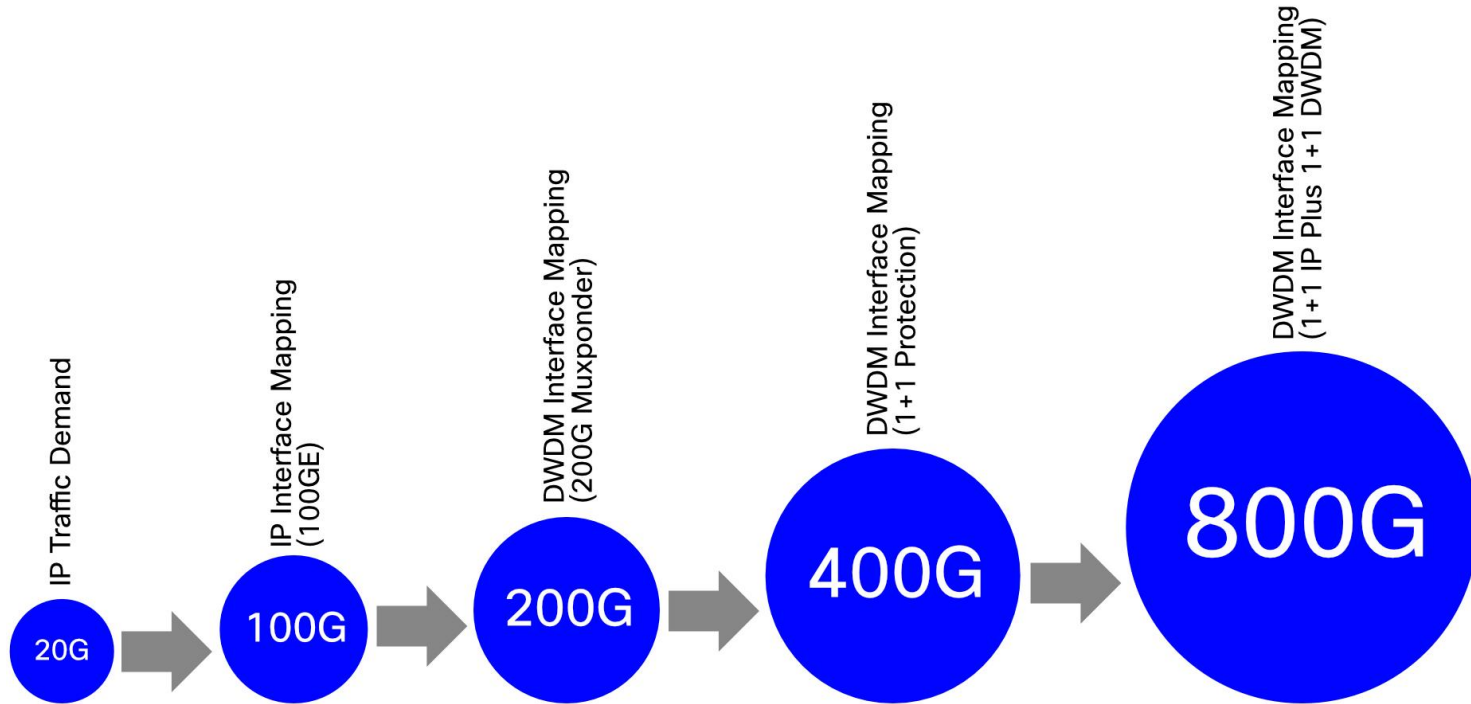 IP Traffic Demand
20G
IP Interface Mapping
(100GE)
100G
DWDM Interface Mapping
(200G Muxponder)
200G
DWDM Interface Mapping
(1+1 Protection)
400G
DWDM Interface Mapping
(1+1 IP Plus 1+1 DWDM)
800G